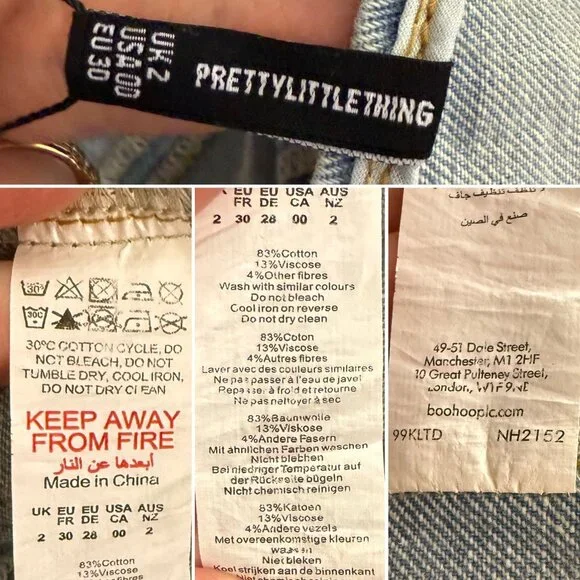 UK 2
USA 00
EU 30
PRETTYLITTLETHING
30°C COTTON CYCLE, DO
NOT BLEACH, DO NOT
TUMBLE DRY, COOL IRON,
DO NOT DRY CLEAN
KEEP AWAY
FROM FIRE
أبعدها عن النار
Made in China
UK EU EU USA AUS
FR DE CA NZ
2 30 28 00 2
83%Cotton
13%Viscose
EU EU USA AUS
FR DE CA NZ
2 30 28 00 2
83%Cotton
13%Viscose
4%Other fibres
Wash with similar colours
Do not bleach
Cool iron on reverse
Do not dry clean
83%Coton
13%Viscose
4%Autres fibres
Laver avec des couleurs similaires
Ne pas passer à l'eau de javel
Repasser à froid et retourne
Ne pas nettoyer à sec
83%Baumwolle
13%Viskose
4%Andere Fasern
Mit ähnlichen Farben waschen
Nicht bleichen
Bei niedriger Temperatur auf
der Rückseite bügeln
Nicht chemisch reinigen
83%Katoen
13%Viscose
4%Andere vezels
Met overeenkomstige kleuren
wassen
Niet bleken
Koel strijken aan de binnenkant
صنع في الصين
49-51 Dale Street,
Manchester, M1 2HF
10 Great Pulteney Street,
London, W1F 9NE
boohooplc.com
99KLTD NH2152